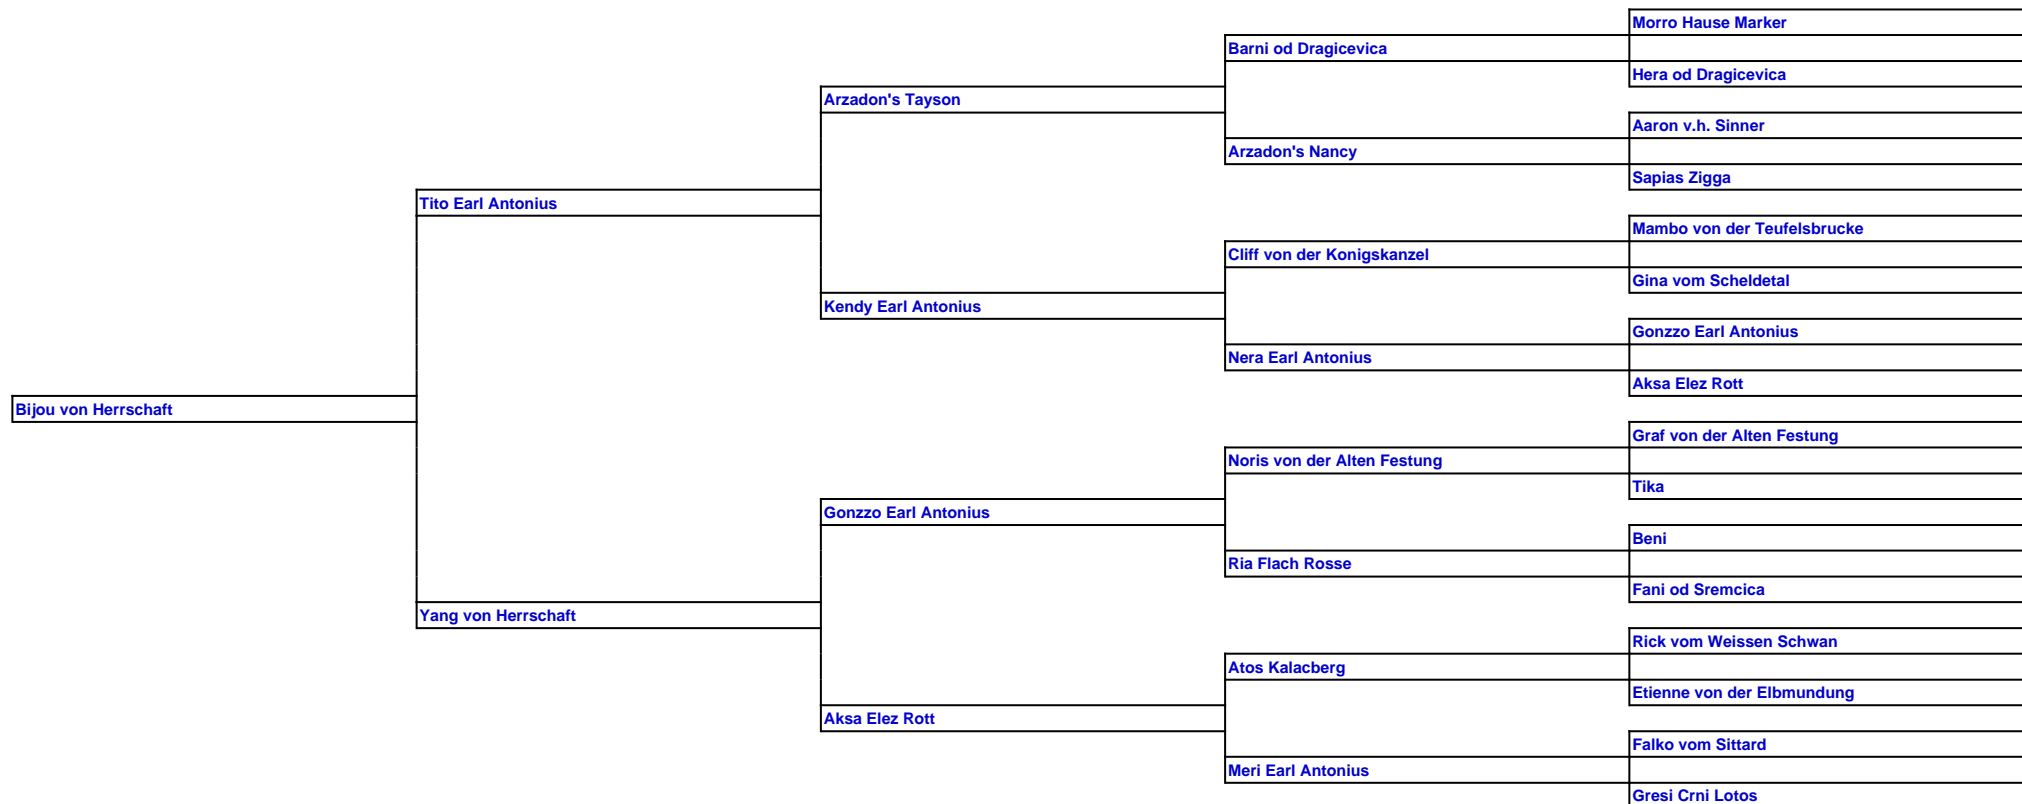 Morro Hause Marker
Barni od Dragicevica
Hera od Dragicevica
Arzadon's Tayson
Aaron v.h. Sinner
Arzadon's Nancy
Sapias Zigga
Tito Earl Antonius
Mambo von der Teufelsbrucke
Cliff von der Konigskanzel
Gina vom Scheldetal
Kendy Earl Antonius
Gonzzo Earl Antonius
Nera Earl Antonius
Aksa Elez Rott
Bijou von Herrschaft
Graf von der Alten Festung
Noris von der Alten Festung
Tika
Gonzzo Earl Antonius
Beni
Ria Flach Rosse
Fani od Sremcica
Yang von Herrschaft
Rick vom Weissen Schwan
Atos Kalacberg
Etienne von der Elbmundung
Aksa Elez Rott
Falko vom Sittard
Meri Earl Antonius
Gresi Crni Lotos